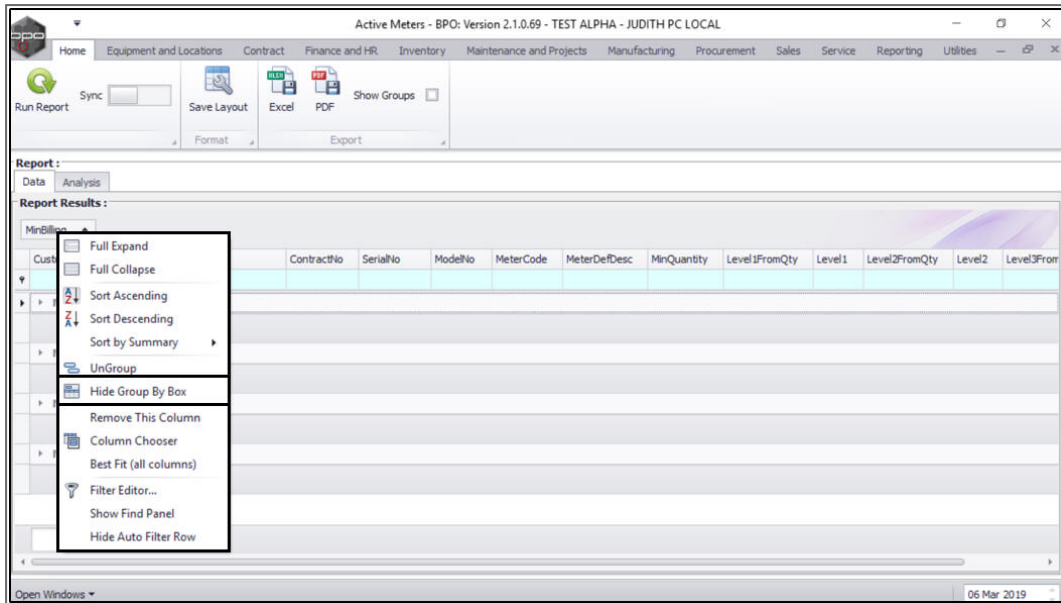 Active Meters - BPO: Version 2.1.0.69 - TEST ALPHA - JUDITH PC LOCAL
bpo
Home Equipment and Locations Contract Finance and HR Inventory Maintenance and Projects Manufacturing Procurement Sales Service Reporting Utilities
Run Report Sync Save Layout XLSX Excel PDF PDF Show Groups
Format Export
Report :
Data Analysis
Report Results :
MinBilling
ContractNo SerialNo ModelNo MeterCode MeterDefDesc MinQuantity Level1FromQty Level1 Level2FromQty Level2 Level3From
Full Expand
Full Collapse
Sort Ascending
Sort Descending
Sort by Summary
UnGroup
Hide Group By Box
Remove This Column
Column Chooser
Best Fit (all columns)
Filter Editor...
Show Find Panel
Hide Auto Filter Row
Open Windows 06 Mar 2019